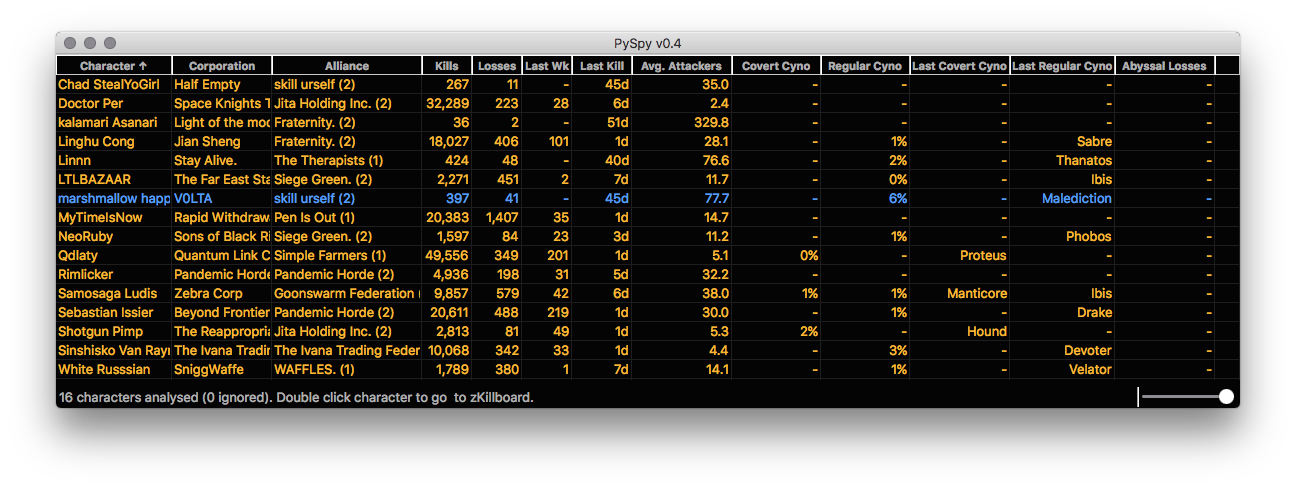 PySpy v0.4
Character ↑ Corporation Alliance Kills Losses Last Wk Last Kill Avg. Attackers Covert Cyno Regular Cyno Last Covert Cyno Last Regular Cyno Abyssal Losses
Chad StealYoGirl Half Empty skill urself (2) 267 11 - 45d 35.0 - - - - -
Doctor Per Space Knights T Jita Holding Inc. (2) 32,289 223 28 6d 2.4 - - - - -
kalamari Asanari Light of the moo Fraternity. (2) 36 2 - 51d 329.8 - - - - -
Linghu Cong Jian Sheng Fraternity. (2) 18,027 406 101 1d 28.1 - 1% - Sabre -
Linnn Stay Alive. The Therapists (1) 424 48 - 40d 76.6 - 2% - Thanatos -
LTLBAZAAR The Far East Sta Siege Green. (2) 2,271 451 2 7d 11.7 - 0% - Ibis -
marshmallow happ V0LTA skill urself (2) 397 41 - 45d 77.7 - 6% - Malediction -
MyTimeIsNow Rapid Withdraw Pen Is Out (1) 20,383 1,407 35 1d 14.7 - - - - -
NeoRuby Sons of Black Ri Siege Green. (2) 1,597 84 23 3d 11.2 - 1% - Phobos -
Qdlaty Quantum Link C Simple Farmers (1) 49,556 349 201 1d 5.1 0% - Proteus - -
Rimlicker Pandemic Horde Pandemic Horde (2) 4,936 198 31 5d 32.2 - - - - -
Samosaga Ludis Zebra Corp Goonswarm Federation ( 9,857 579 42 6d 38.0 1% 1% Manticore Ibis -
Sebastian Issier Beyond Frontier Pandemic Horde (2) 20,611 488 219 1d 30.0 - 1% - Drake -
Shotgun Pimp The Reappropria Jita Holding Inc. (2) 2,813 81 49 1d 5.3 2% - Hound - -
Sinshisko Van Rayn The Ivana Tradin The Ivana Trading Feder 10,068 342 33 1d 4.4 - 3% - Devoter -
White Russsian SniggWaffe WAFFLES. (1) 1,789 380 1 7d 14.1 - 1% - Velator -
16 characters analysed (0 ignored). Double click character to go to zKillboard.